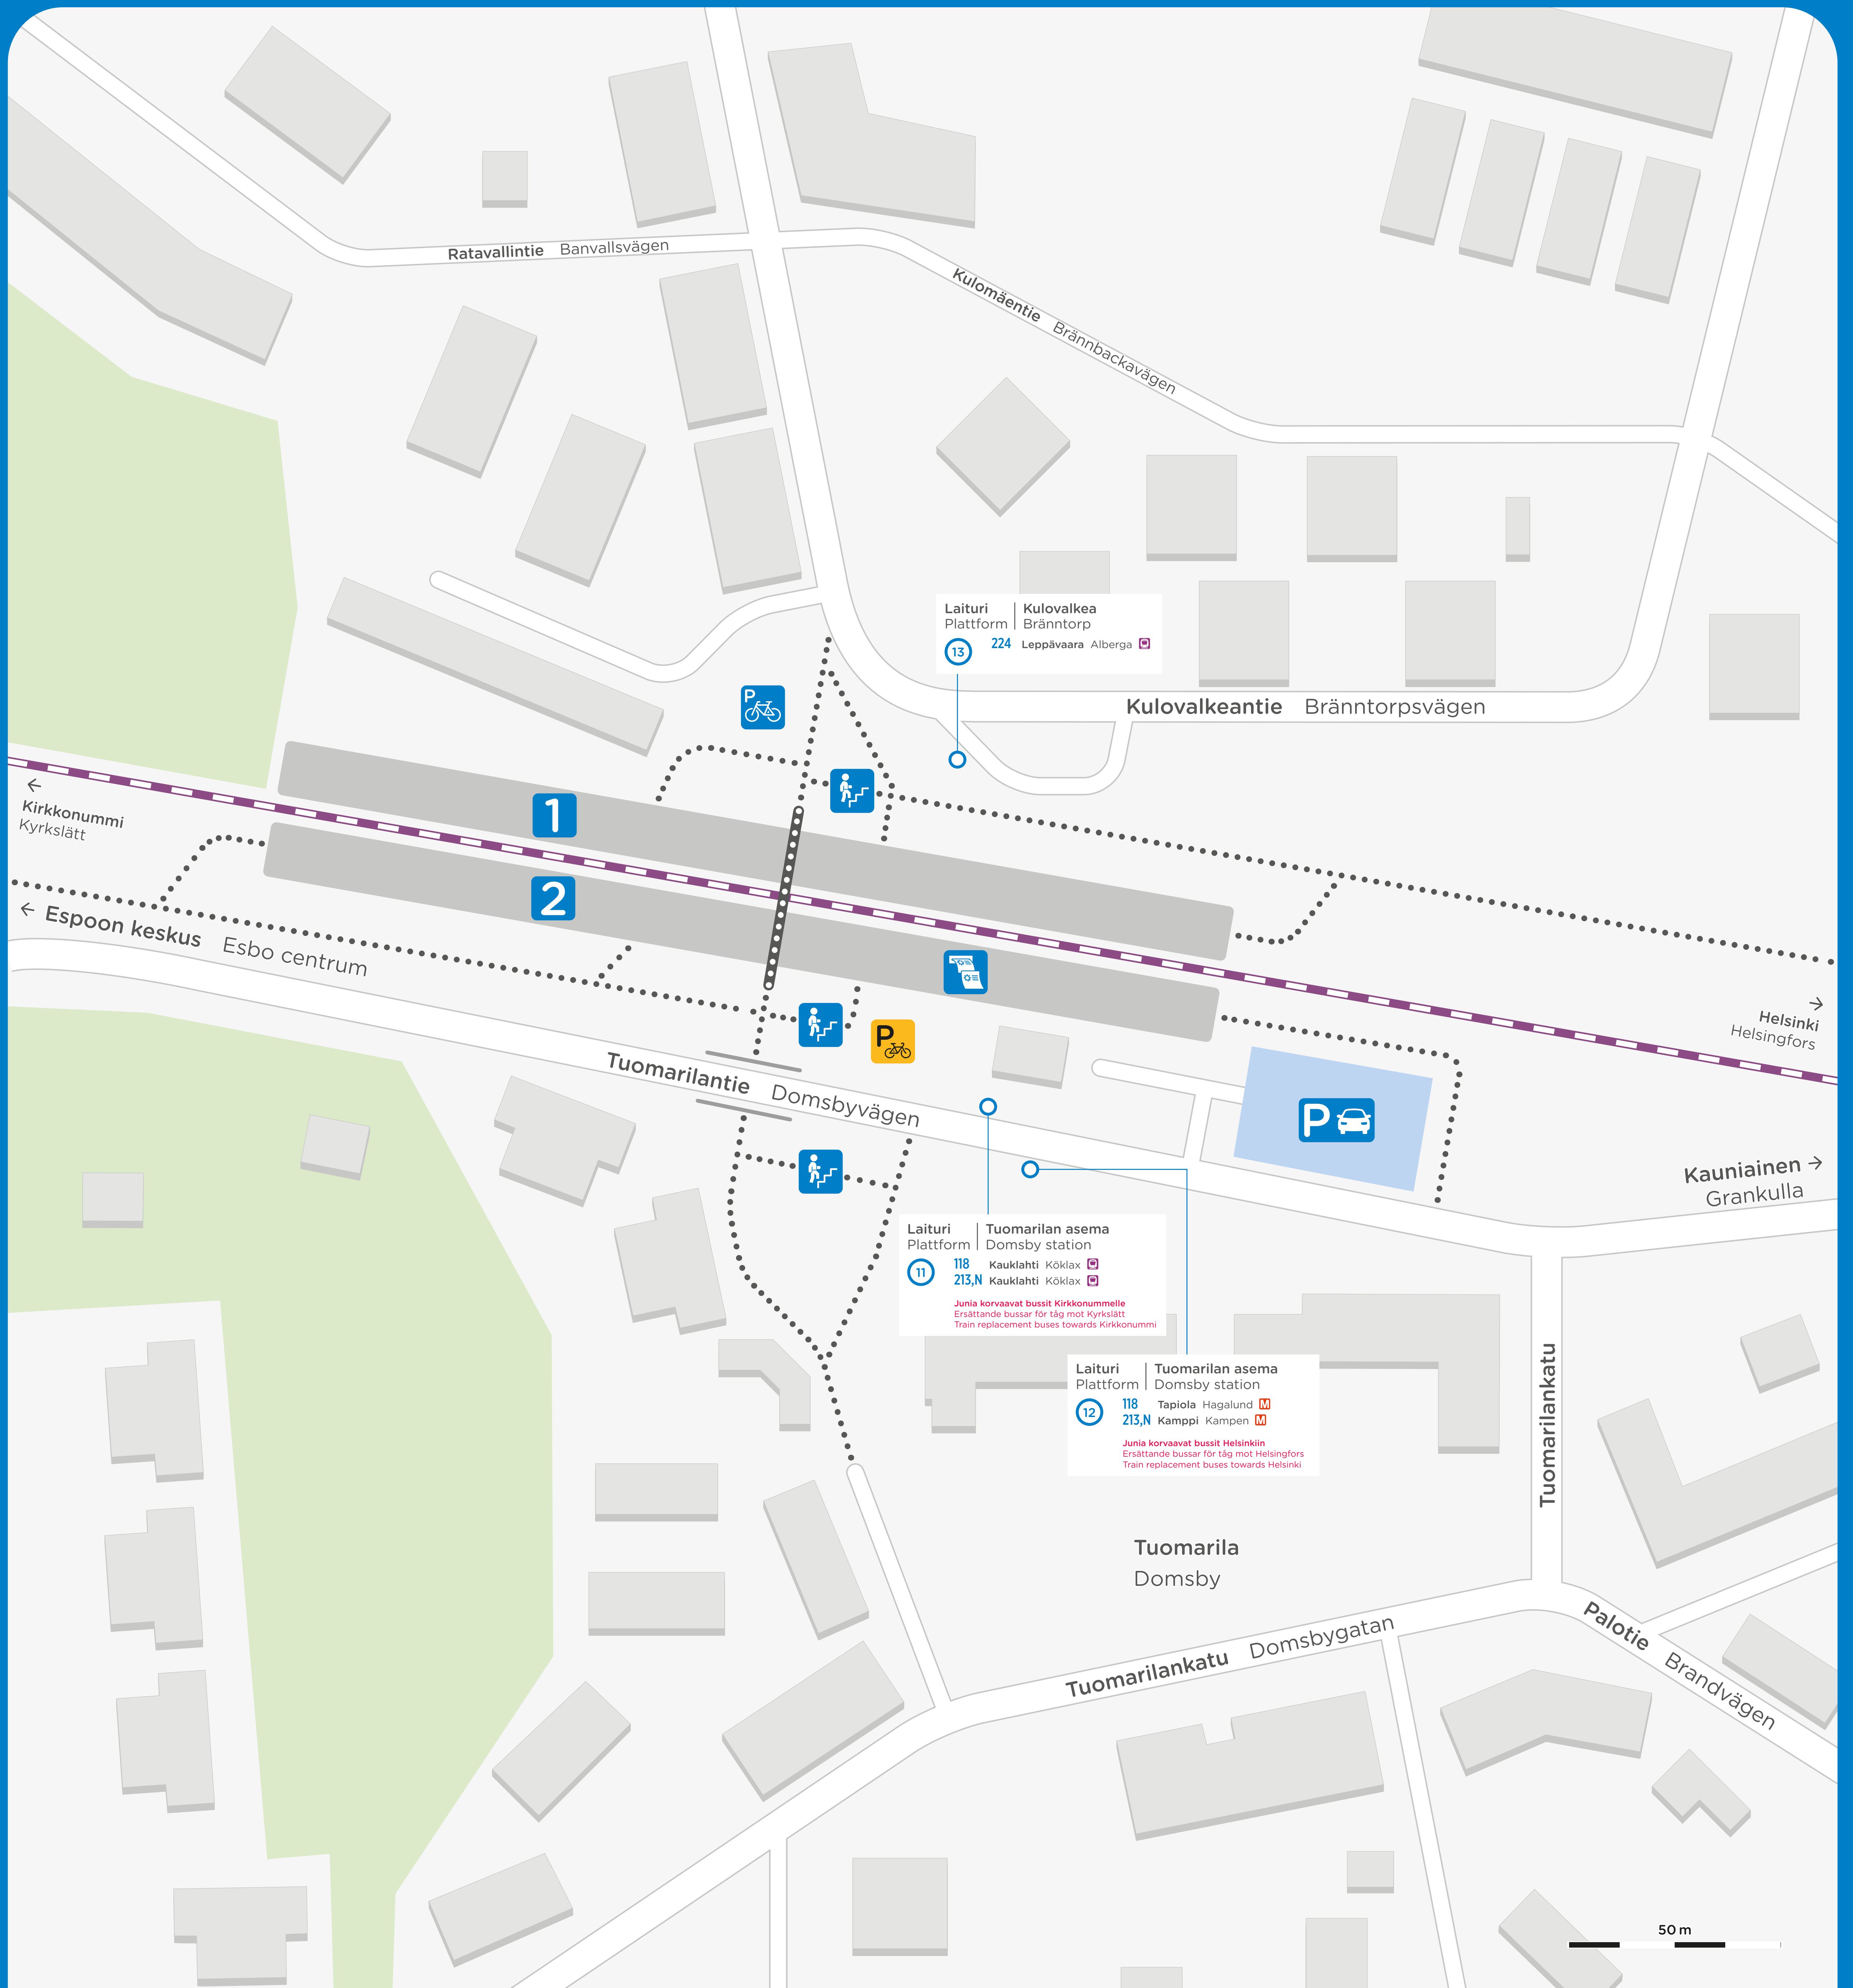 Ratavallintie Banvallsvägen
Kulomäentie Brännbackavägen
Laituri Kulovalkea
Plattform Bränntorp
13 224 Leppävaara Alberga
P
Kulovalkeantie Bränntorpsvägen
← Kirkkonummi
Kyrkslätt
1
2
← Espoon keskus Esbo centrum
→ Helsinki
Helsingfors
P
Tuomarilantie Domsbyvägen
P
Kauniainen →
Grankulla
Laituri Tuomarilan asema
Plattform Domsby station
11 118 Kauklahti Köklax
213,N Kauklahti Köklax
Junia korvaavat bussit Kirkkonummelle
Ersättande bussar för tåg mot Kyrkslätt
Train replacement buses towards Kirkkonummi
Laituri Tuomarilan asema
Plattform Domsby station
12 118 Tapiola Hagalund M
213,N Kamppi Kampen M
Junia korvaavat bussit Helsinkiin
Ersättande bussar för tåg mot Helsingfors
Train replacement buses towards Helsinki
Tuomarilankatu
Tuomarila
Domsby
Tuomarilankatu Domsbygatan
Palotie Brandvägen
50 m